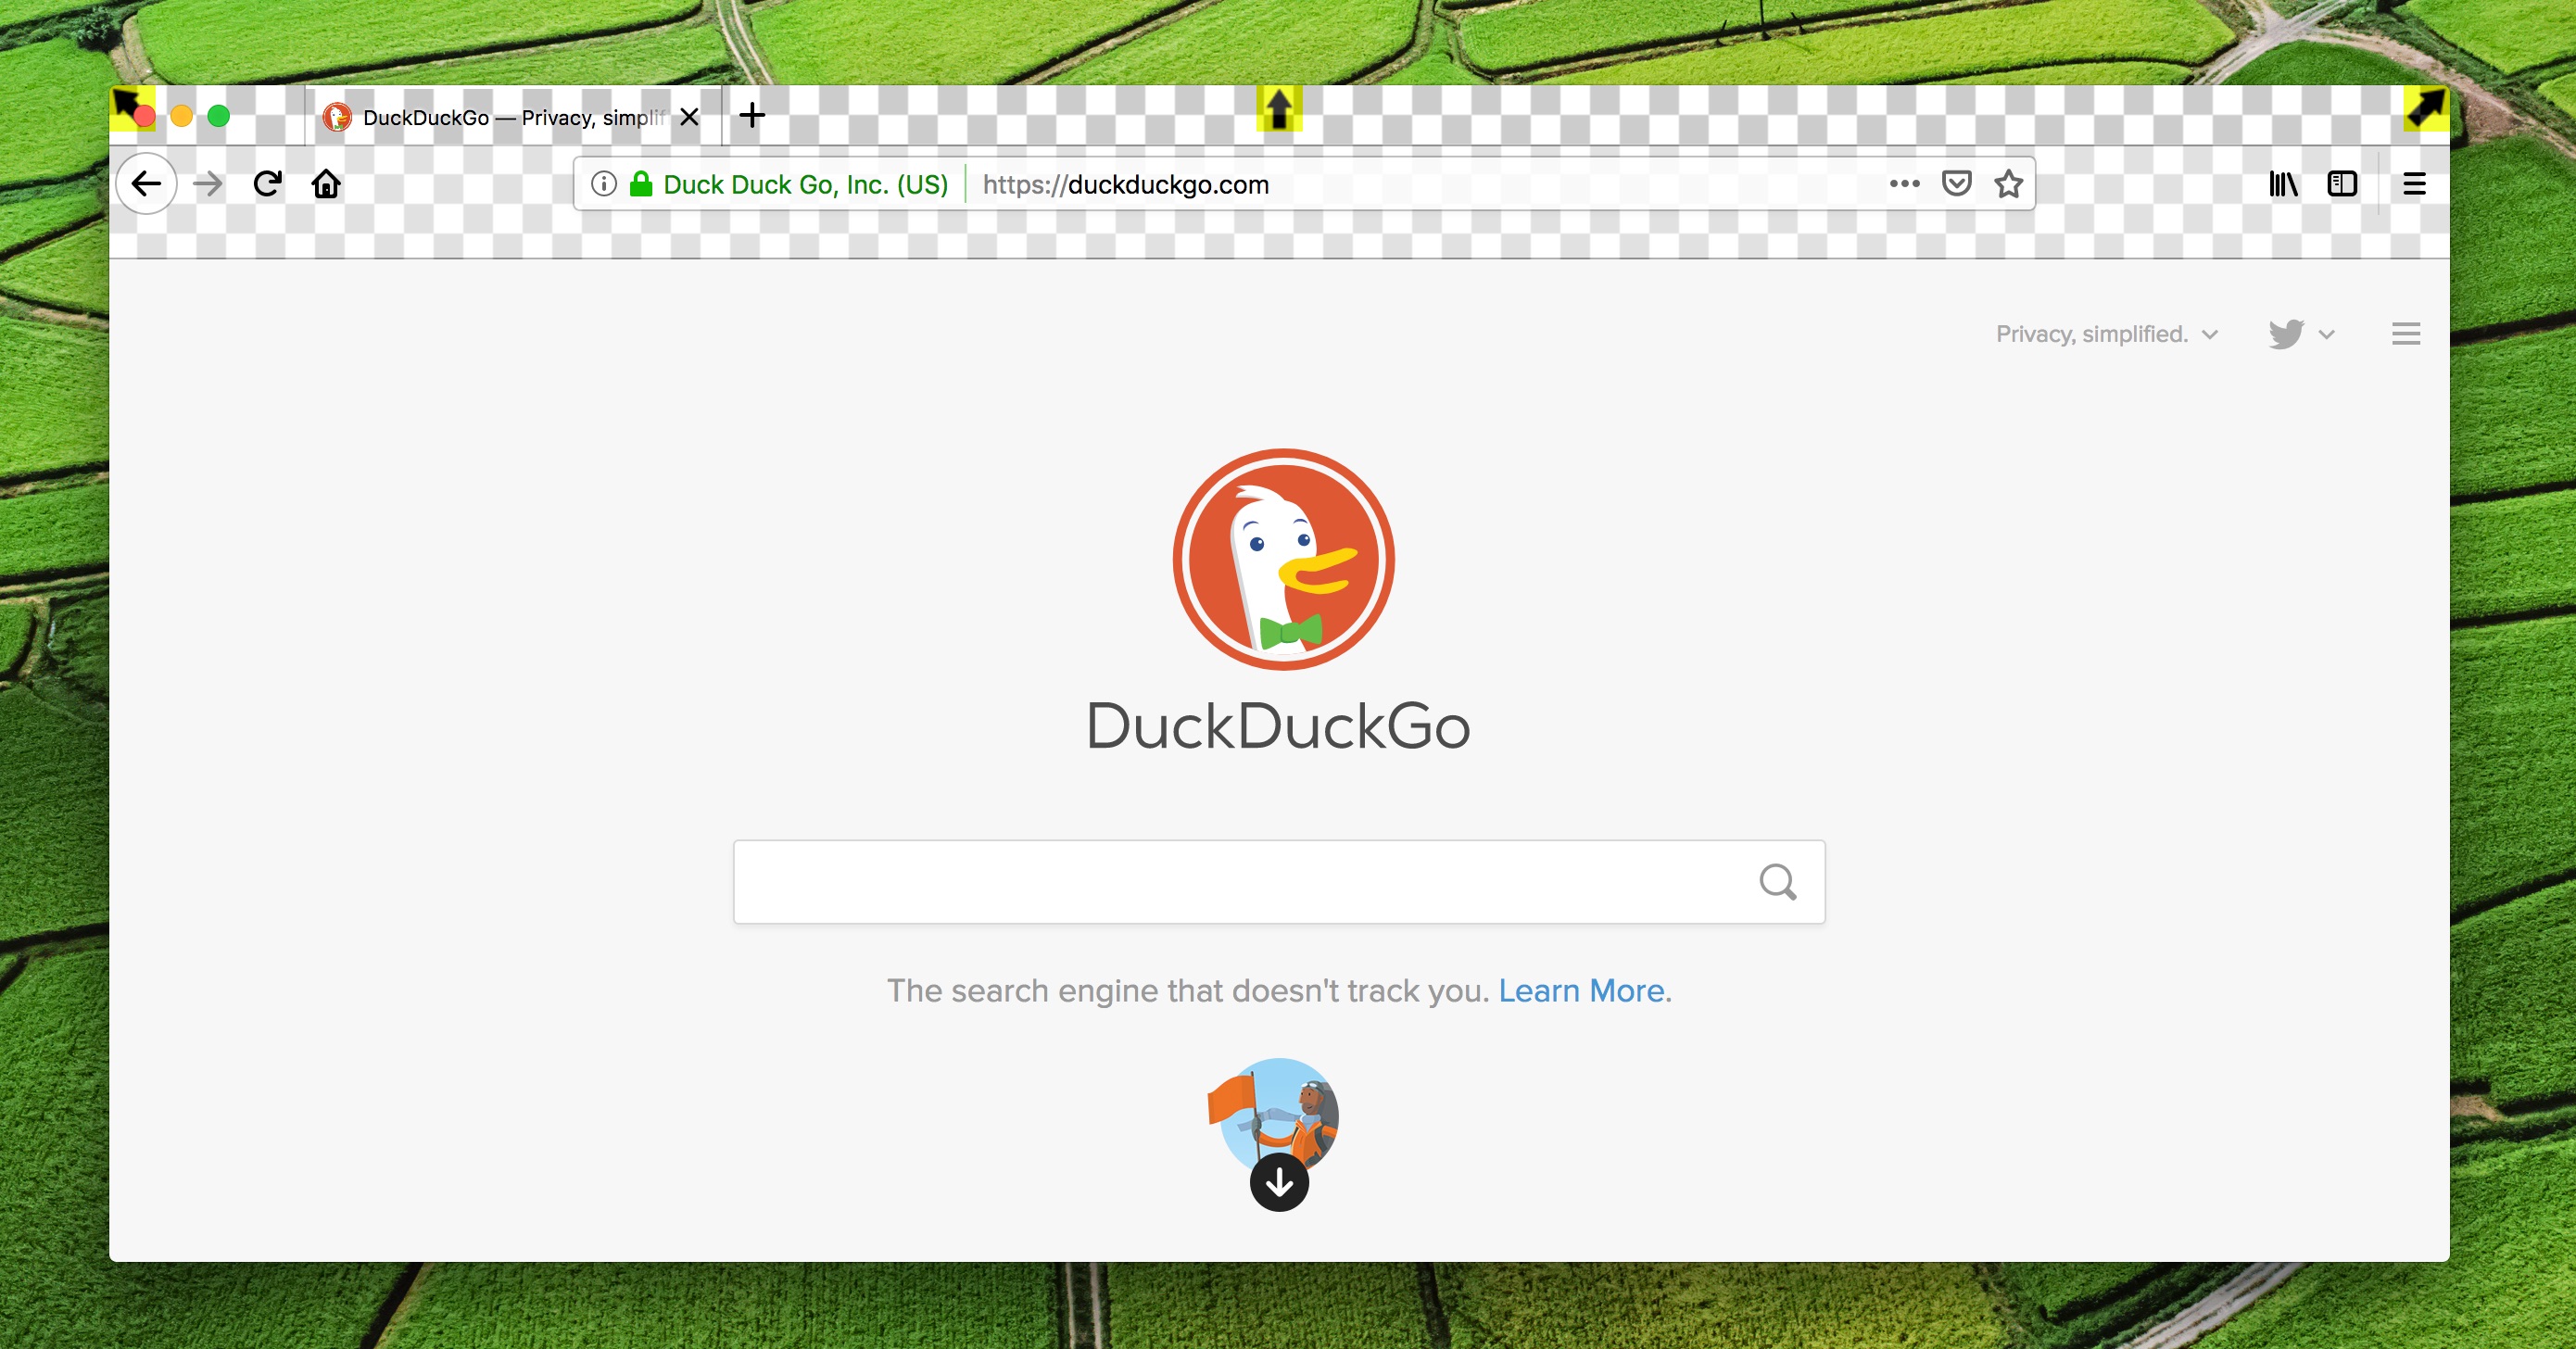 DuckDuckGo — Privacy, simplif
Duck Duck Go, Inc. (US) https://duckduckgo.com
Privacy, simplified.
DuckDuckGo
The search engine that doesn't track you. Learn More.